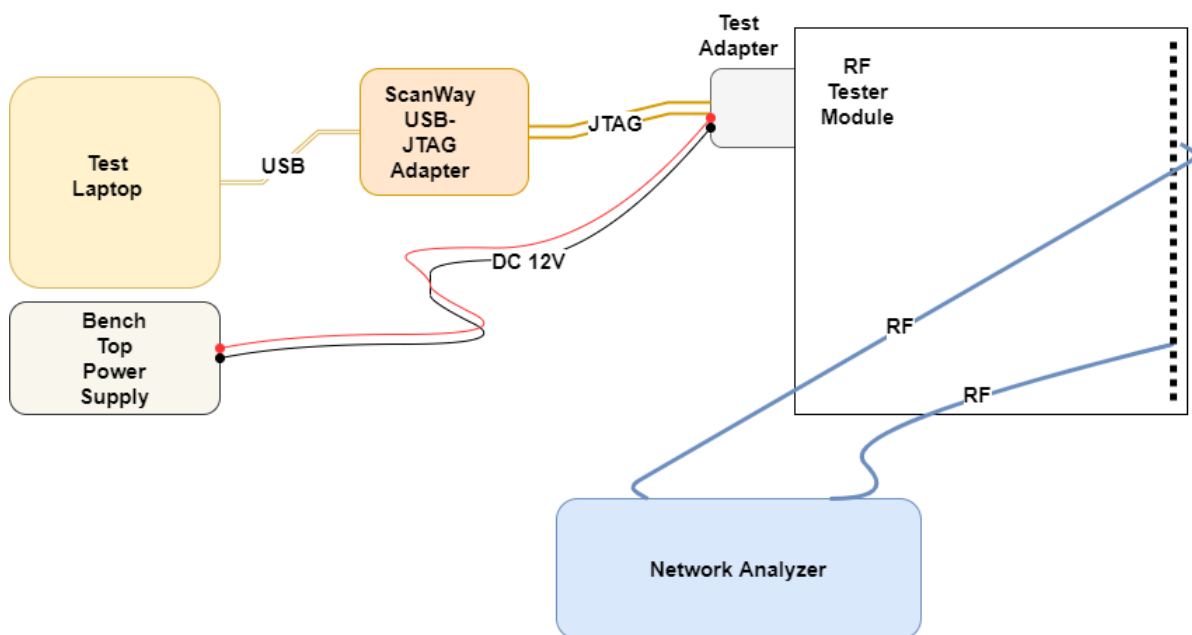 Test
Adapter
RF
Tester
Module
ScanWay
USB-
JTAG
Adapter
JTAG
Test
Laptop
USB
DC 12V
Bench
Top
Power
Supply
RF
RF
Network Analyzer